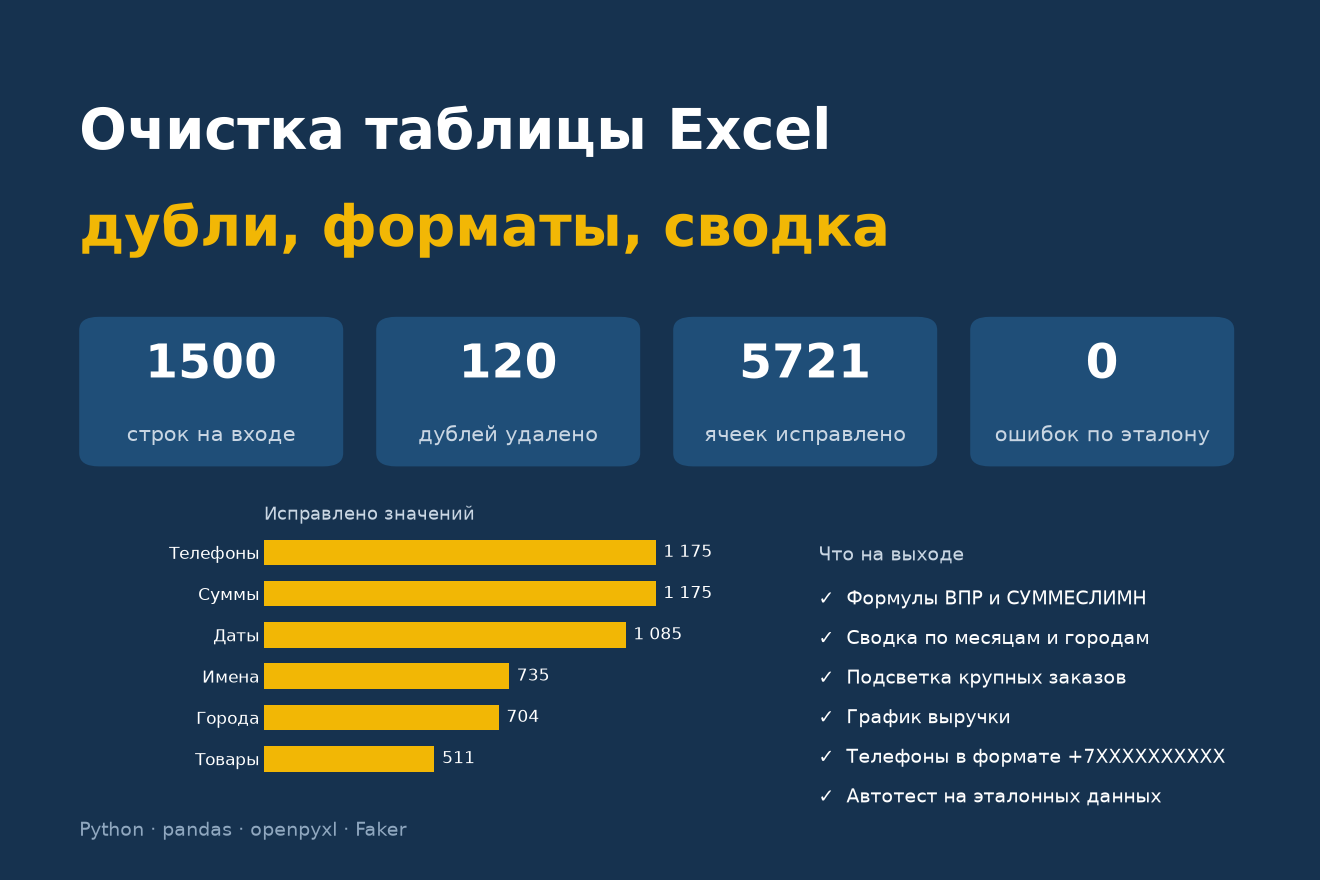 Очистка таблицы Excel
дубли, форматы, сводка
1500
строк на входе
120
дублей удалено
5721
ячеек исправлено
0
ошибок по эталону
Исправлено значений
Телефоны 1 175
Суммы 1 175
Даты 1 085
Имена 735
Города 704
Товары 511
Что на выходе
✓ Формулы ВПР и СУММЕСЛИМН
✓ Сводка по месяцам и городам
✓ Подсветка крупных заказов
✓ График выручки
✓ Телефоны в формате +7XXXXXXXXXX
✓ Автотест на эталонных данных
Python · pandas · openpyxl · Faker